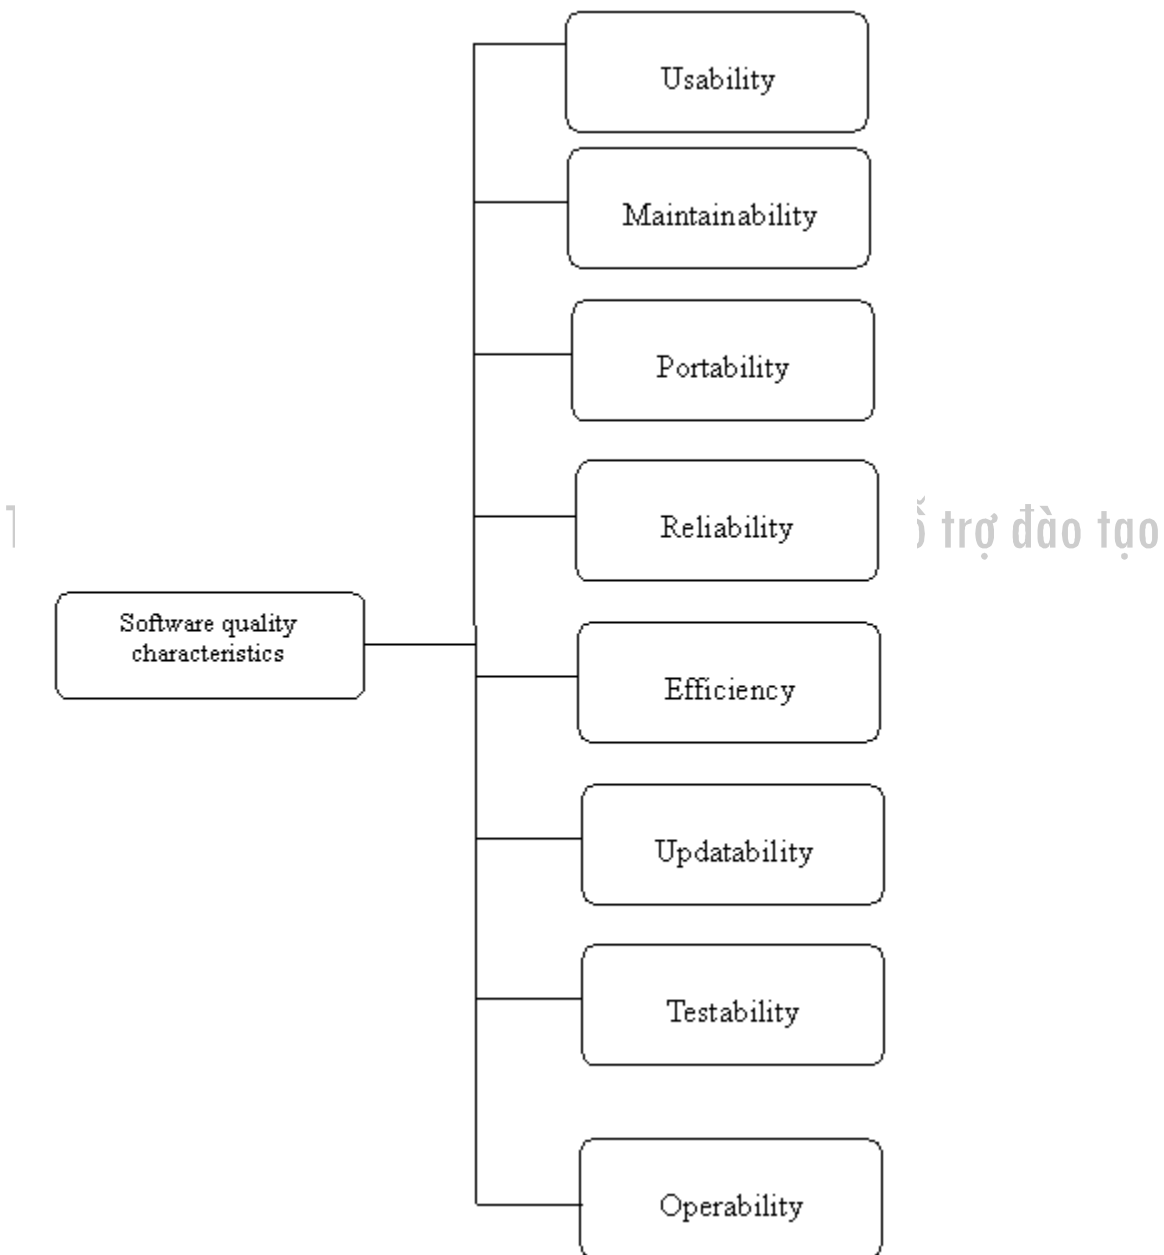 Usability
Maintainability
Portability
Reliability
trợ đào tạo
Software quality
characteristics
Efficiency
Updatability
Testability
Operability